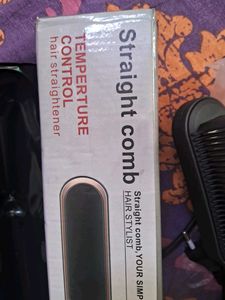 Straight comb
TEMPERTURE
CONTROL
hair straightener
Straight comb, YOUR SIMP
HAIR STYLIST